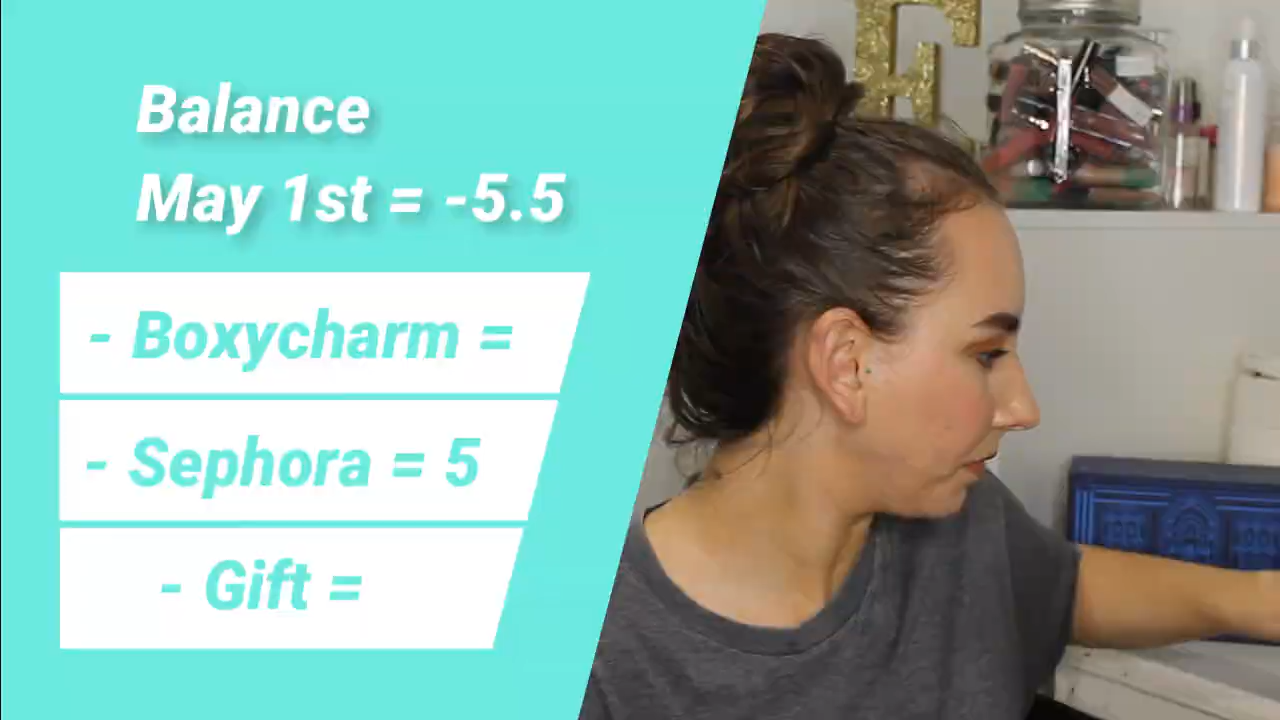 Balance
May 1st = -5.5
- Boxycharm =
- Sephora = 5
- Gift =